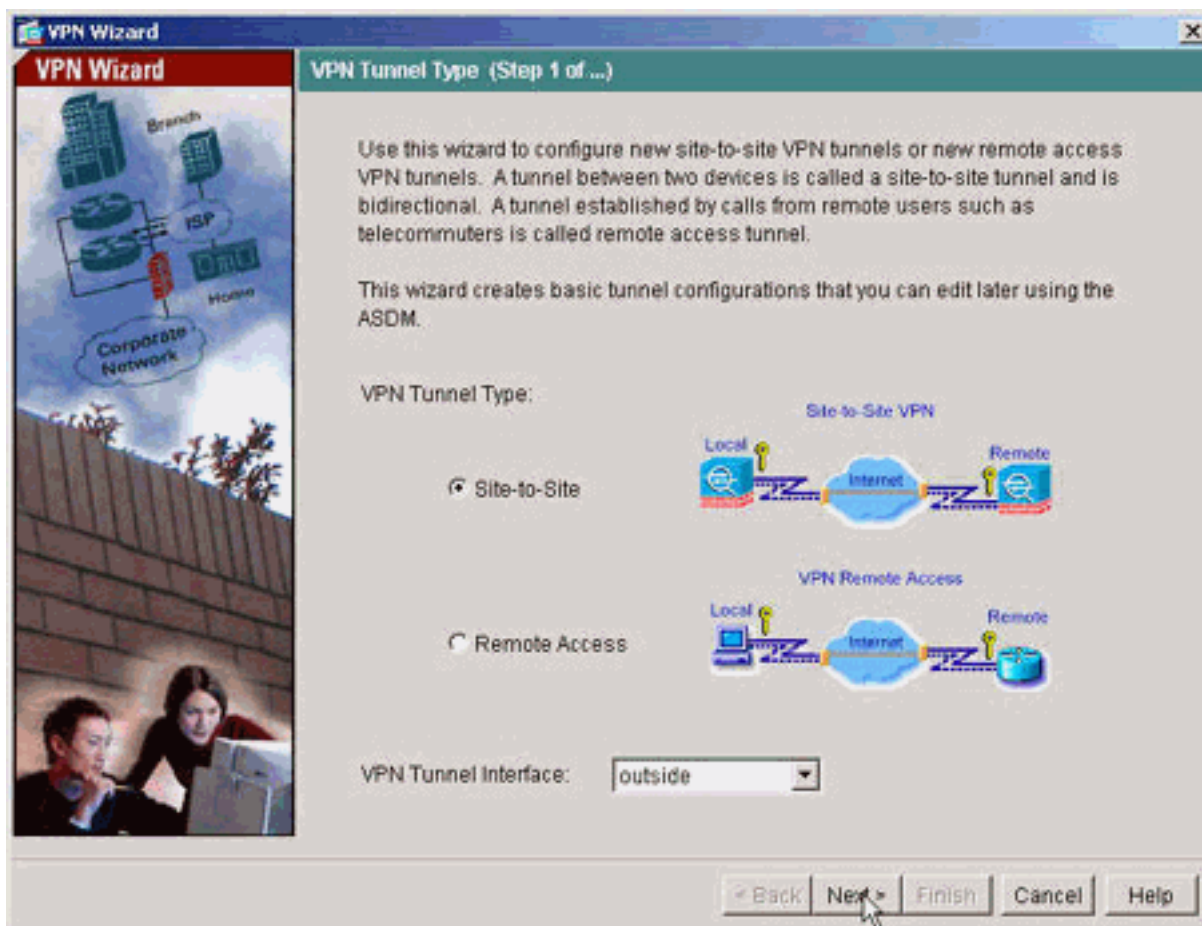 VPN Wizard
VPN Wizard
VPN Tunnel Type (Step 1 of ...)
Branch
ISP
Home
Corporate
Network
Use this wizard to configure new site-to-site VPN tunnels or new remote access
VPN tunnels. A tunnel between two devices is called a site-to-site tunnel and is
bidirectional. A tunnel established by calls from remote users such as
telecommuters is called remote access tunnel.
This wizard creates basic tunnel configurations that you can edit later using the
ASDM.
VPN Tunnel Type:
Site-to-Site VPN
Local
Remote
Internet
Site-to-Site
VPN Remote Access
Local
Remote
Internet
Remote Access
VPN Tunnel Interface: outside
< Back Next > Finish Cancel Help